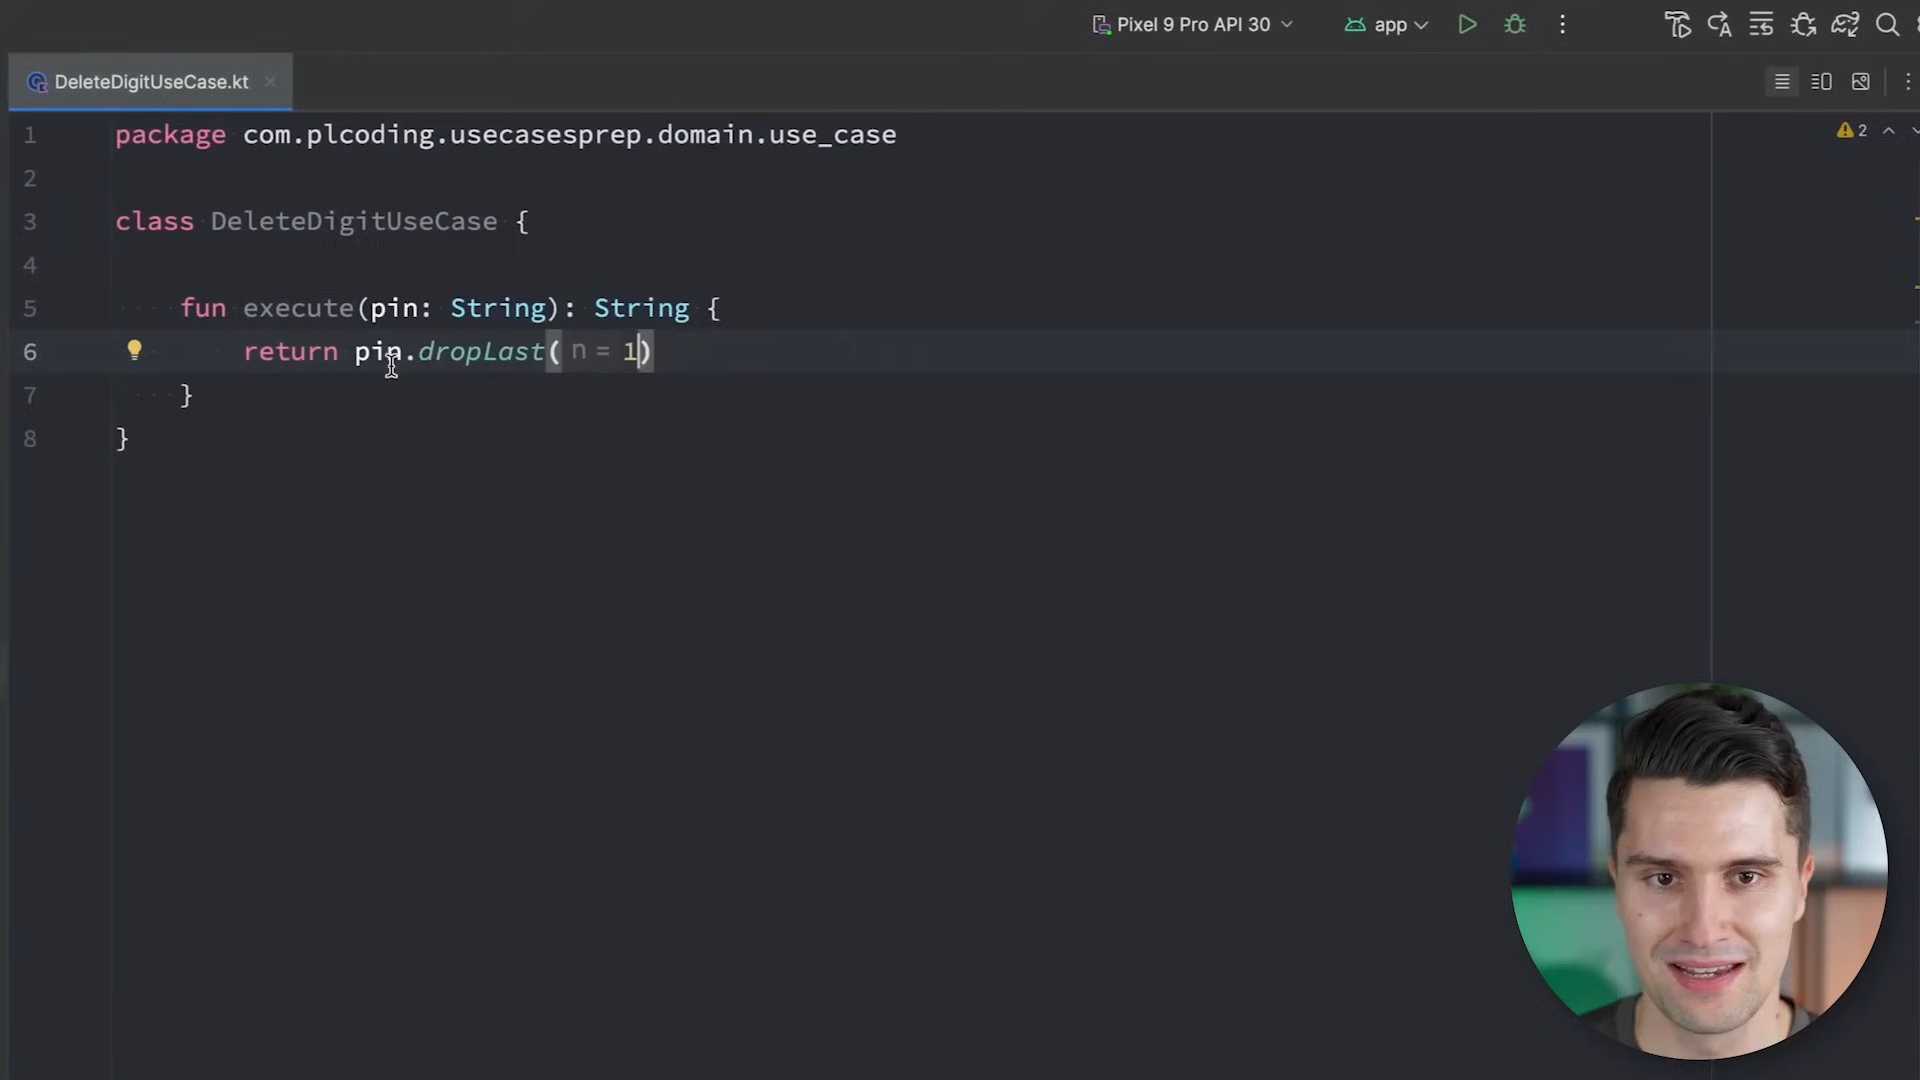 Pixel 9 Pro API 30
app
DeleteDigitUseCase.kt
2
1 package com.plcoding.usecasesprep.domain.use_case
2
3 class DeleteDigitUseCase {
4
5 fun execute(pin: String): String {
6 return pin.dropLast( n = 1)
7 }
8 }